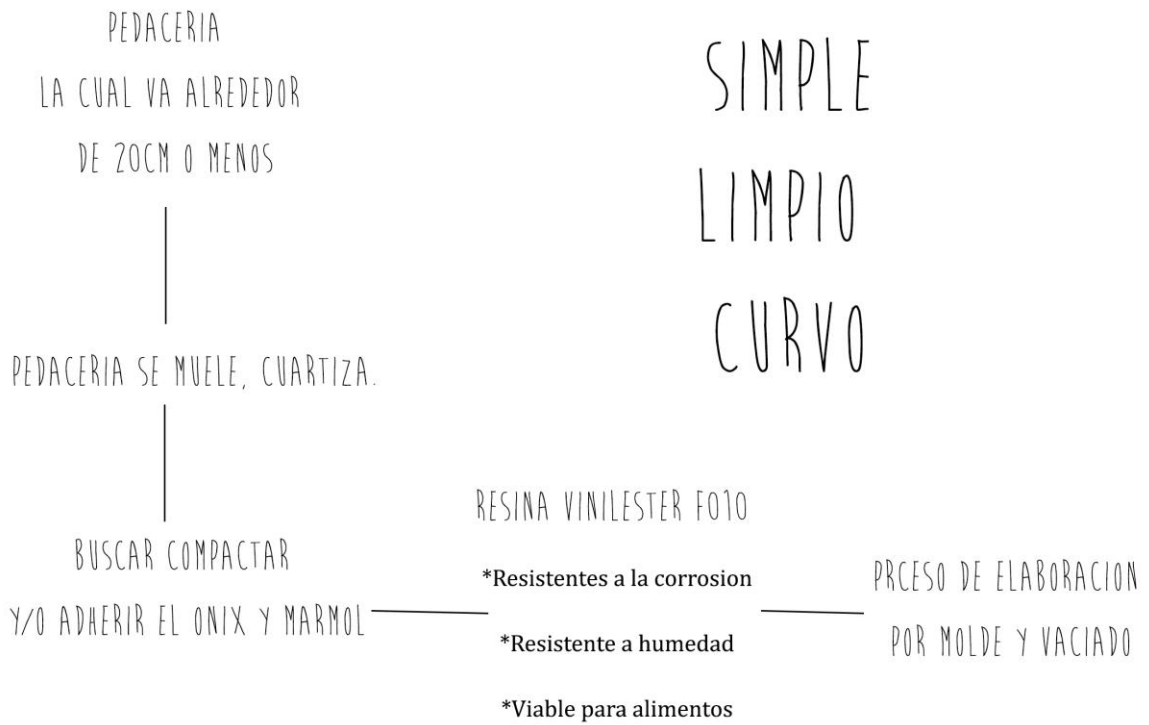 PEDACERIA
LA CUAL VA ALREDEDOR
DE 20CM O MENOS
PEDACERIA SE MUELE, CUARTIZA.
BUSCAR COMPACTAR
Y/O ADHERIR EL ONIX Y MARMOL
SIMPLE
LIMPIO
CURVO
RESINA VINILESTER F010
*Resistentes a la corrosion
*Resistente a humedad
*Viable para alimentos
PRCESO DE ELABORACION
POR MOLDE Y VACIADO